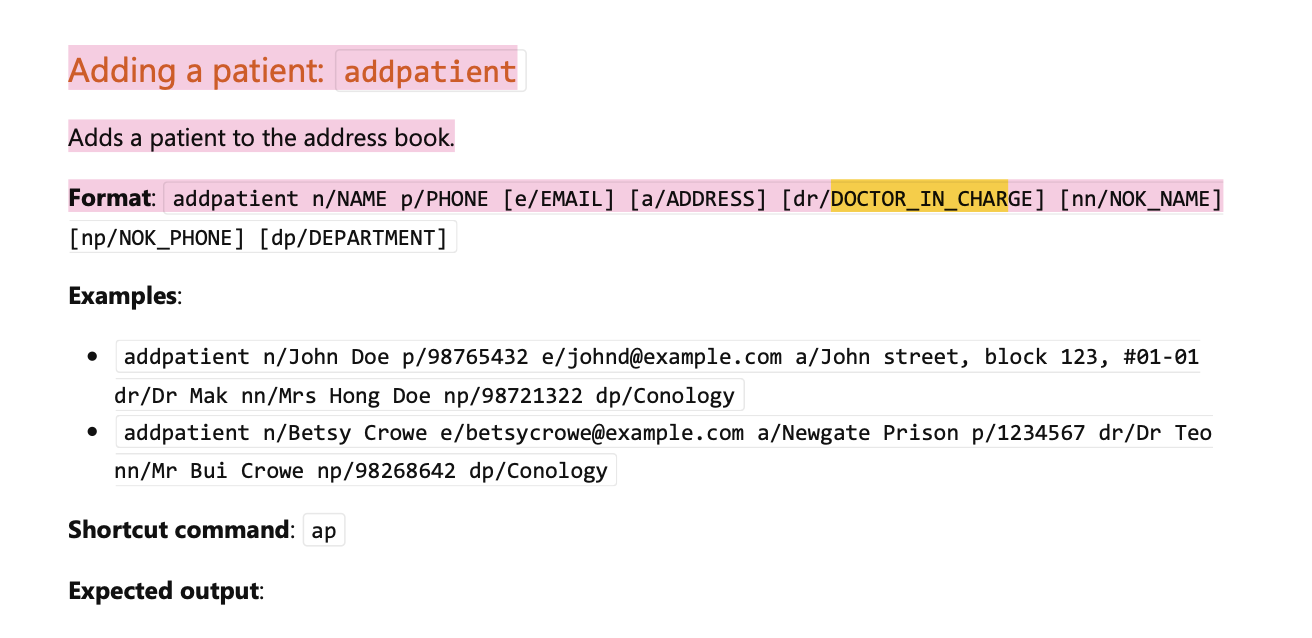 Adding a patient: addpatient
Adds a patient to the address book.
Format: addpatient n/NAME p/PHONE [e/EMAIL] [a/ADDRESS] [dr/DOCTOR_IN_CHARGE] [nn/NOK_NAME]
[np/NOK_PHONE] [dp/DEPARTMENT]
Examples:
• addpatient n/John Doe p/98765432 e/johnd@example.com a/John street, block 123, #01-01
dr/Dr Mak nn/Mrs Hong Doe np/98721322 dp/Conology
• addpatient n/Betsy Crowe e/betsycrowe@example.com a/Newgate Prison p/1234567 dr/Dr Teo
nn/Mr Bui Crowe np/98268642 dp/Conology
Shortcut command: ap
Expected output: